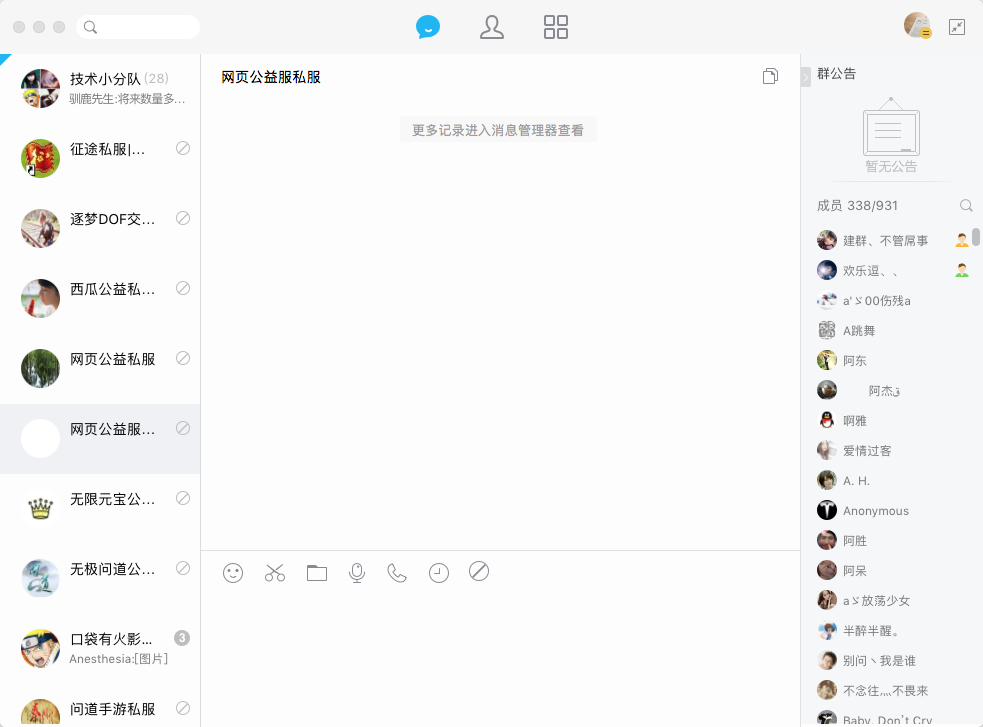 技术小分队 (28)
驯鹿先生:将来数量多...
征途私服|...
逐梦DOF交...
西瓜公益私...
网页公益私服
网页公益服...
无限元宝公...
无极问道公...
口袋有火影... 3
Anesthesia:[图片]
问道手游私服
网页公益服私服
更多记录进入消息管理器查看
群公告
暂无公告
成员 338/931
建群、不管屌事
欢乐逗、、
a'ゞ00伤残a
A跳舞
阿东
阿杰ق
啊雅
爱情过客
A. H.
Anonymous
阿胜
阿呆
aゞ放荡少女
半醉半醒。
别问丶我是谁
不念往灬不畏来
Baby, Don't Cry